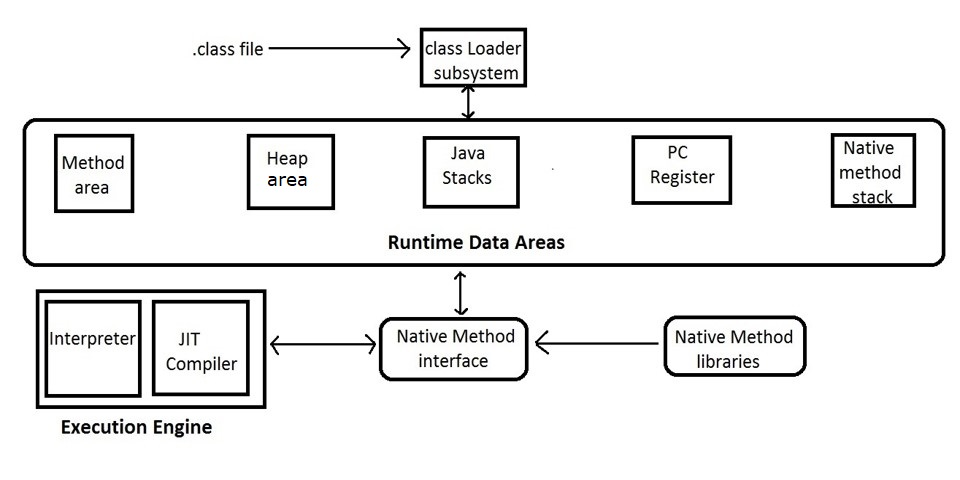 .class file
class Loader
subsystem
Method
area
Heap
area
Java
Stacks
PC
Register
Native
method
stack
Runtime Data Areas
Interpreter
JIT
Compiler
Execution Engine
Native Method
interface
Native Method
libraries